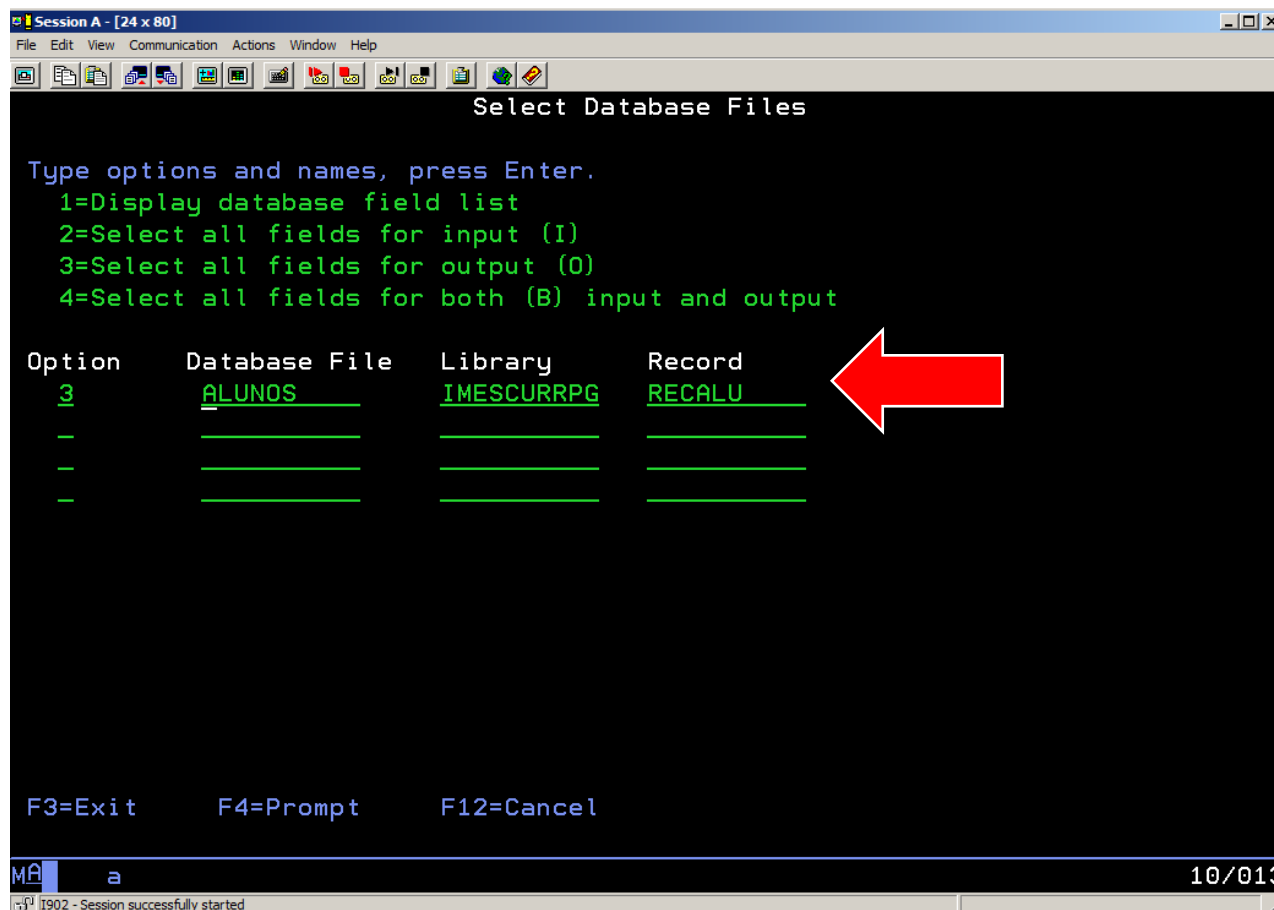 Session A - [24 x 80]
File Edit View Communication Actions Window Help
Select Database Files
Type options and names, press Enter.
1=Display database field list
2=Select all fields for input (I)
3=Select all fields for output (O)
4=Select all fields for both (B) input and output
Option Database File Library Record
3 ALUNOS IMESCURRPG RECALU
F3=Exit F4=Prompt F12=Cancel
MA a 10/013
I902 - Session successfully started